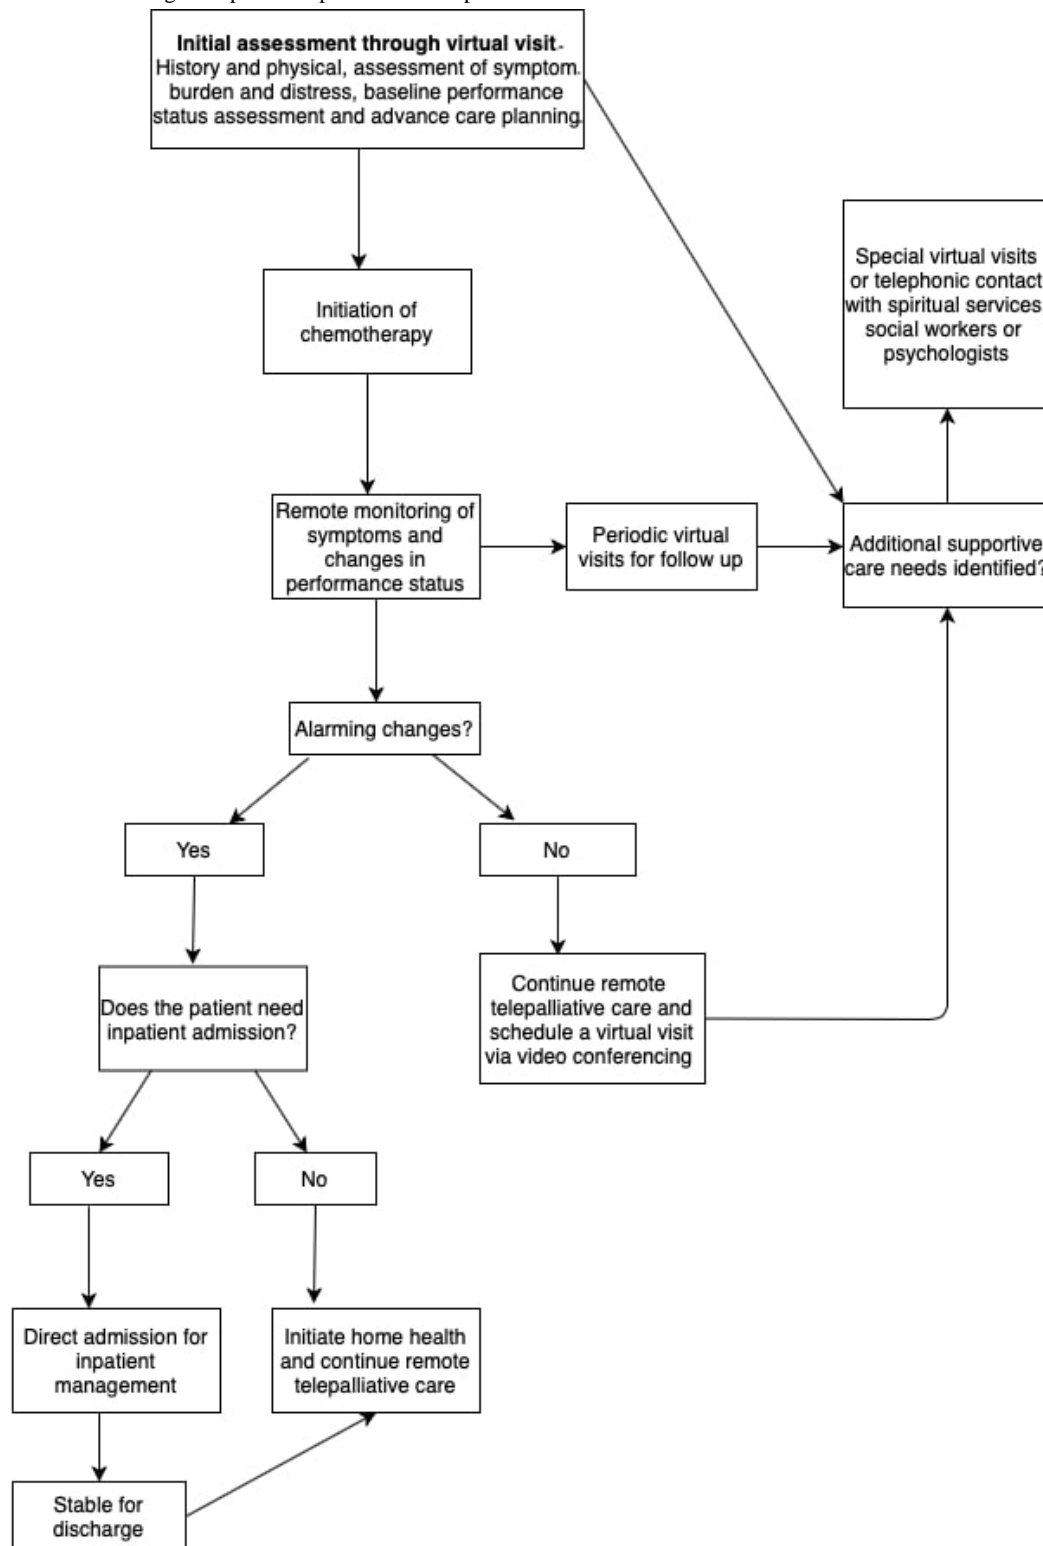 Initial assessment through virtual visit-
History and physical, assessment of symptom
burden and distress, baseline performance
status assessment and advance care planning.
Special virtual visits
or telephonic contact
with spiritual services
social workers or
psychologists
Initiation of
chemotherapy
Remote monitoring of
symptoms and
changes in
performance status
Periodic virtual
visits for follow up
Additional supportive
care needs identified?
Alarming changes?
Yes
No
Does the patient need
inpatient admission?
Continue remote
telepalliative care and
schedule a virtual visit
via video conferencing
Yes
No
Direct admission for
inpatient
management
Initiate home health
and continue remote
telepalliative care
Stable for
discharge